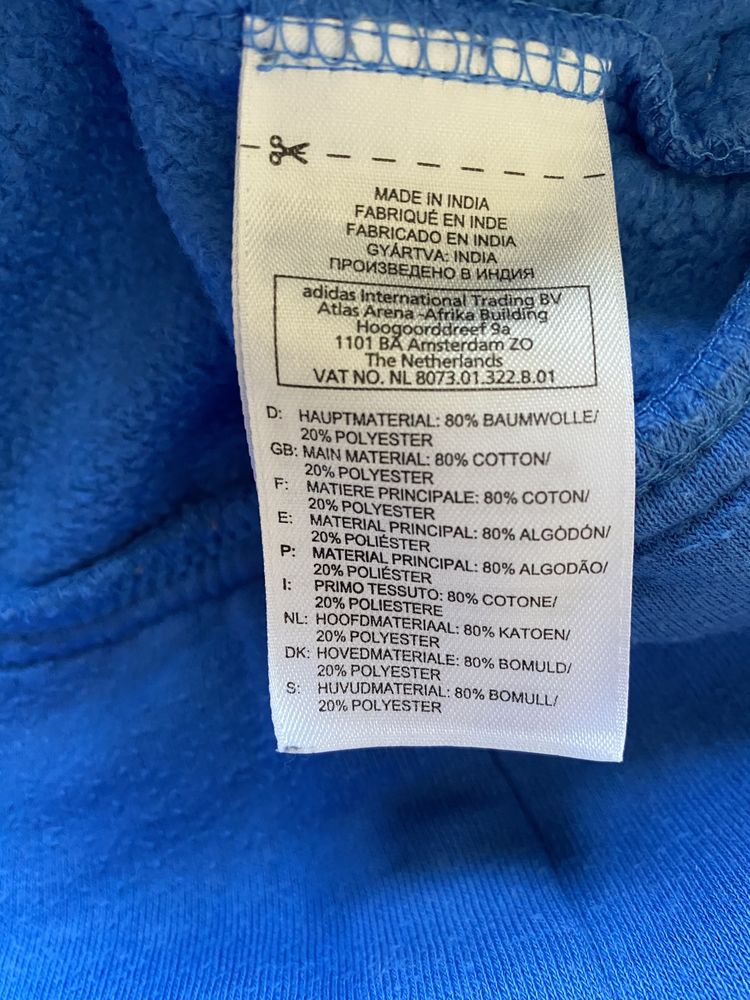 MADE IN INDIA
FABRIQUÉ EN INDE
FABRICADO EN INDIA
GYÁRTVA: INDIA
ПРОИЗВЕДЕНО В ИНДИЯ
adidas International Trading BV
Atlas Arena -Afrika Building
Hoogoorddreef 9a
1101 BA Amsterdam ZO
The Netherlands
VAT NO. NL 8073.01.322.B.01
D: HAUPTMATERIAL: 80% BAUMWOLLE/
20% POLYESTER
GB: MAIN MATERIAL: 80% COTTON/
20% POLYESTER
F: MATIERE PRINCIPALE: 80% COTON/
20% POLYESTER
E: MATERIAL PRINCIPAL: 80% ALGÒDÓN/
20% POLIÉSTER
P: MATERIAL PRINCIPAL: 80% ALGODÃO/
20% POLIÉSTER
I: PRIMO TESSUTO: 80% COTONE/
20% POLIESTERE
NL: HOOFDMATERIAAL: 80% KATOEN/
20% POLYESTER
DK: HOVEDMATERIALE: 80% BOMULD/
20% POLYESTER
S: HUVUDMATERIAL: 80% BOMULL/
20% POLYESTER